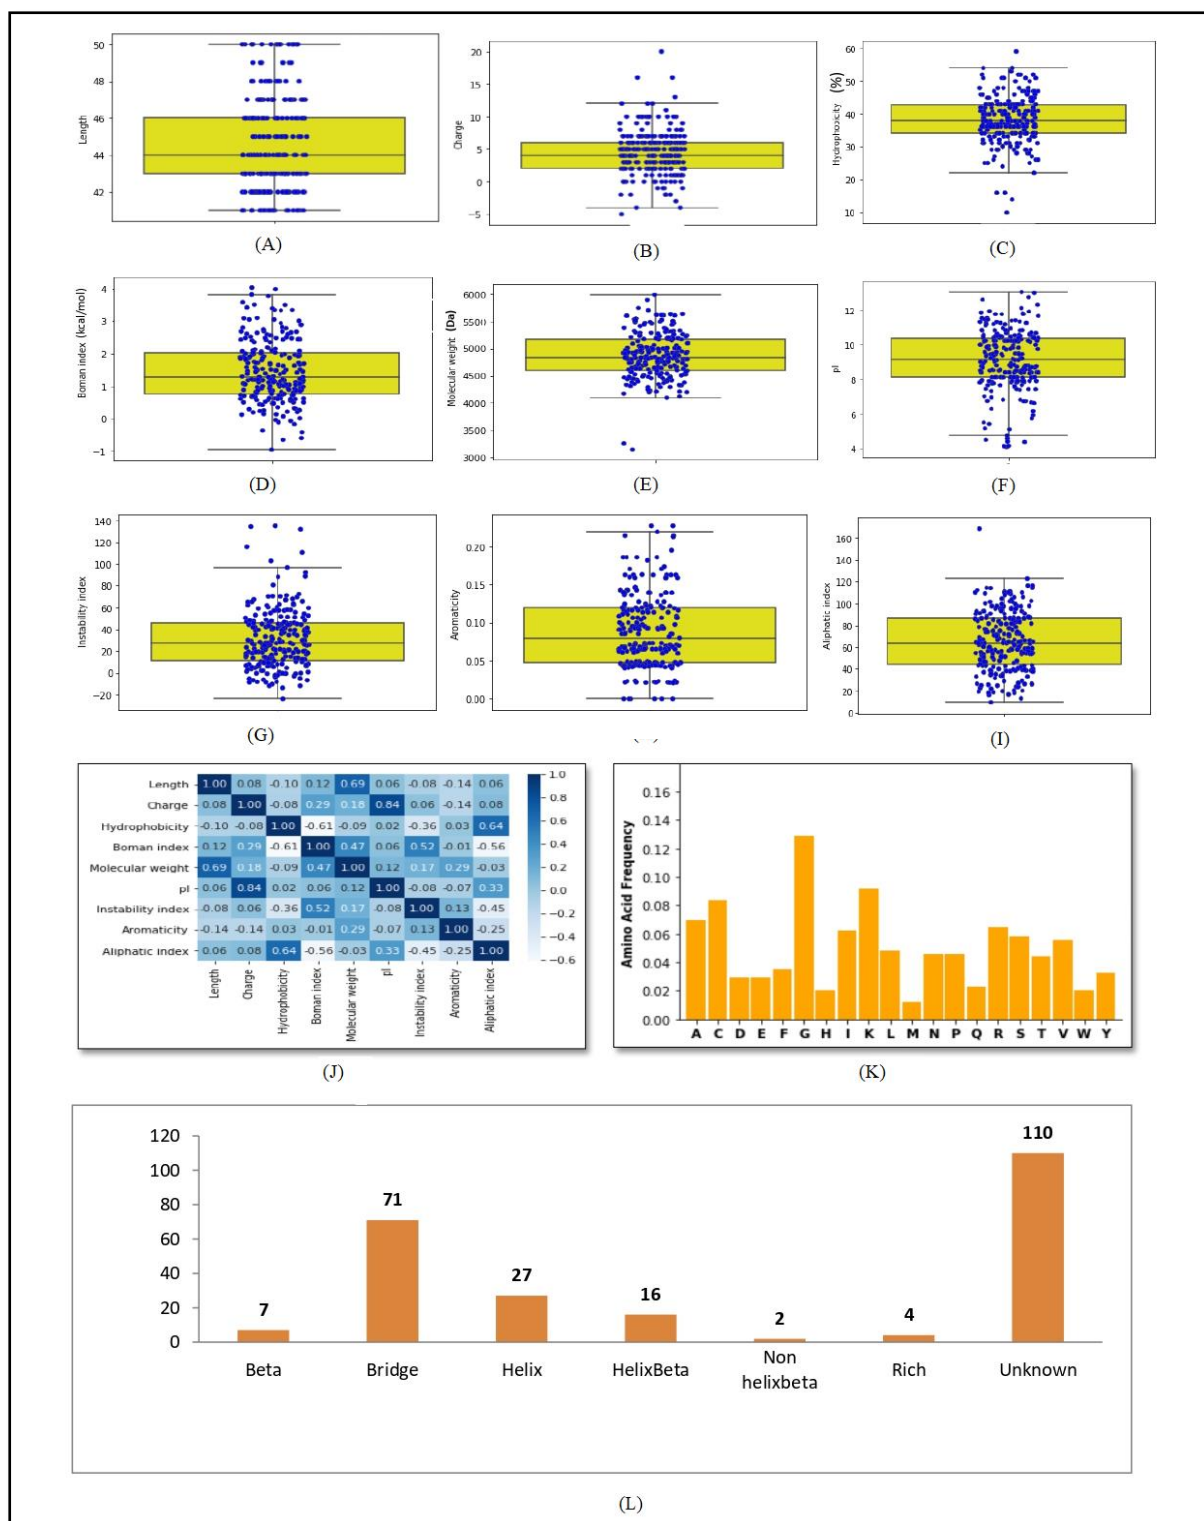 50
48
46
44
42
Length
(A)
20
15
10
5
0
−5
Charge
(B)
60
50
40
30
20
10
Hydrophobicity (%)
(C)
4
3
2
1
0
−1
Boman index (kcal/mol)
(D)
6000
5500
5000
4500
4000
3500
3000
Molecular weight (Da)
(E)
12
10
8
6
4
pI
(F)
140
120
100
80
60
40
20
0
−20
Instability index
(G)
0.20
0.15
0.10
0.05
0.00
Aromaticity
160
140
120
100
80
60
40
20
0
Aliphatic index
(I)
Length 1.00 0.08 -0.10 0.12 0.69 0.06 -0.08 -0.14 0.06
Charge 0.08 1.00 -0.08 0.29 0.18 0.84 0.06 -0.14 0.08
Hydrophobicity -0.10 -0.08 1.00 -0.61 -0.09 0.02 -0.36 0.03 0.64
Boman index 0.12 0.29 -0.61 1.00 0.47 0.06 0.52 -0.01 -0.56
Molecular weight 0.69 0.18 -0.09 0.47 1.00 0.12 0.17 0.29 -0.03
pI 0.06 0.84 0.02 0.06 0.12 1.00 -0.08 -0.07 0.33
Instability index -0.08 0.06 -0.36 0.52 0.17 -0.08 1.00 0.13 -0.45
Aromaticity -0.14 -0.14 0.03 -0.01 0.29 -0.07 0.13 1.00 -0.25
Aliphatic index 0.06 0.08 0.64 -0.56 -0.03 0.33 -0.45 -0.25 1.00
Length Charge Hydrophobicity Boman index Molecular weight pI Instability index Aromaticity Aliphatic index
1.0
0.8
0.6
0.4
0.2
0.0
−0.2
−0.4
−0.6
(J)
0.16
0.14
0.12
0.10
0.08
0.06
0.04
0.02
0.00
Amino Acid Frequency
A C D E F G H I K L M N P Q R S T V W Y
(K)
120
100
80
60
40
20
0
7
71
27
16
2
4
110
Beta Bridge Helix HelixBeta Non Rich Unknown
helixbeta
(L)